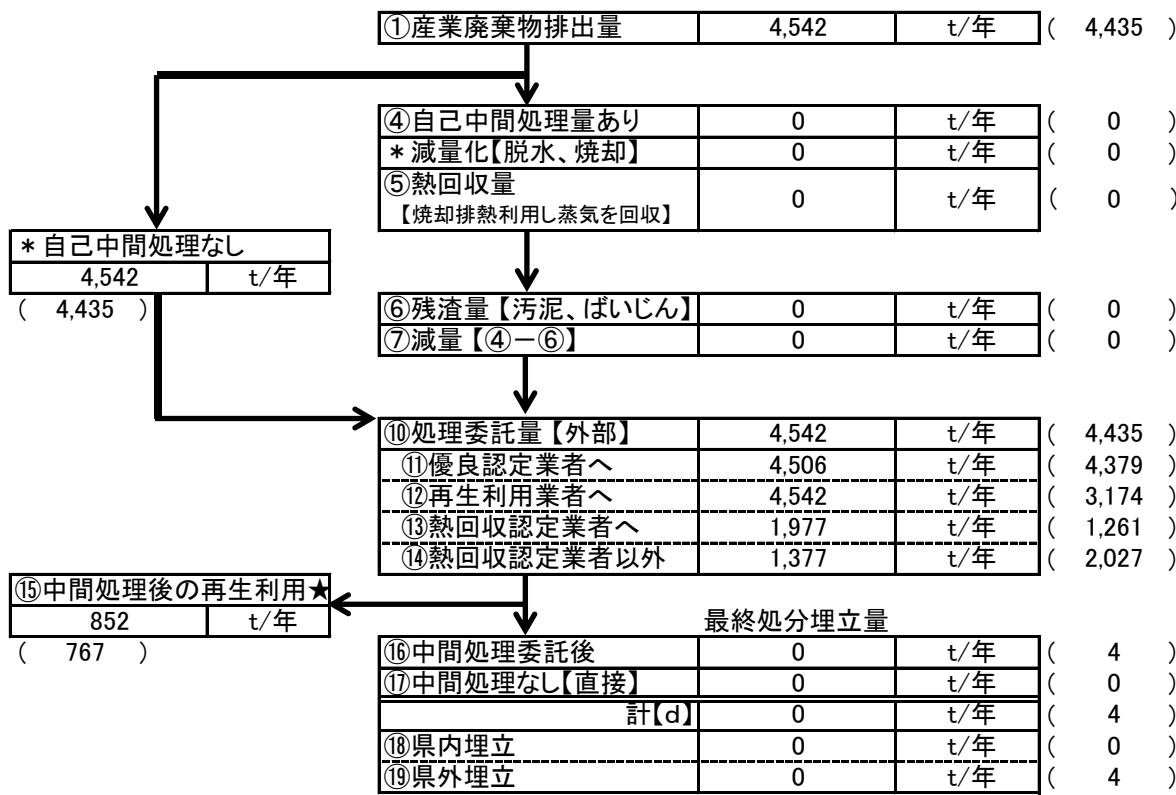 ①産業廃棄物排出量 4,542 t/年 ( 4,435 )
④自己中間処理量あり 0 t/年 ( 0 )
*減量化【脱水、焼却】 0 t/年 ( 0 )
⑤熱回収量
【焼却排熱利用し蒸気を回収】 0 t/年 ( 0 )
*自己中間処理なし
4,542 t/年
( 4,435 )
⑥残渣量【汚泥、ばいじん】 0 t/年 ( 0 )
⑦減量【④-⑥】 0 t/年 ( 0 )
⑩処理委託量【外部】 4,542 t/年 ( 4,435 )
⑪優良認定業者へ 4,506 t/年 ( 4,379 )
⑫再生利用業者へ 4,542 t/年 ( 3,174 )
⑬熱回収認定業者へ 1,977 t/年 ( 1,261 )
⑭熱回収認定業者以外 1,377 t/年 ( 2,027 )
⑮中間処理後の再生利用★
852 t/年
( 767 )
最終処分埋立量
⑯中間処理委託後 0 t/年 ( 4 )
⑰中間処理なし【直接】 0 t/年 ( 0 )
計【d】 0 t/年 ( 4 )
⑱県内埋立 0 t/年 ( 0 )
⑲県外埋立 0 t/年 ( 4 )